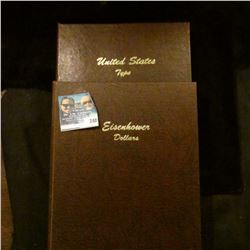 United States
Type
Eisenhower
Dollars